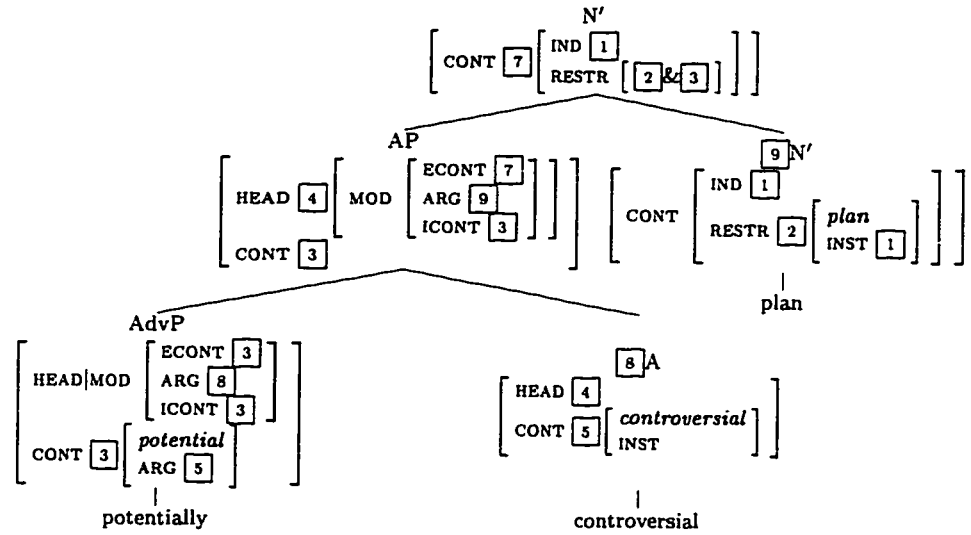 N′
[ CONT 7 [ IND 1
RESTR [ 2 & 3 ] ] ]
AP
[ HEAD 4 [ MOD [ ECONT 7
ARG 9
ICONT 3 ] ] ]
CONT 3
9 N′
[ CONT [ IND 1
RESTR 2 [ plan
INST 1 ] ] ]
plan
AdvP
[ HEAD|MOD [ ECONT 3
ARG 8
ICONT 3 ]
CONT 3 [ potential
ARG 5 ] ]
potentially
8 A
[ HEAD 4
CONT 5 [ controversial
INST ] ]
controversial